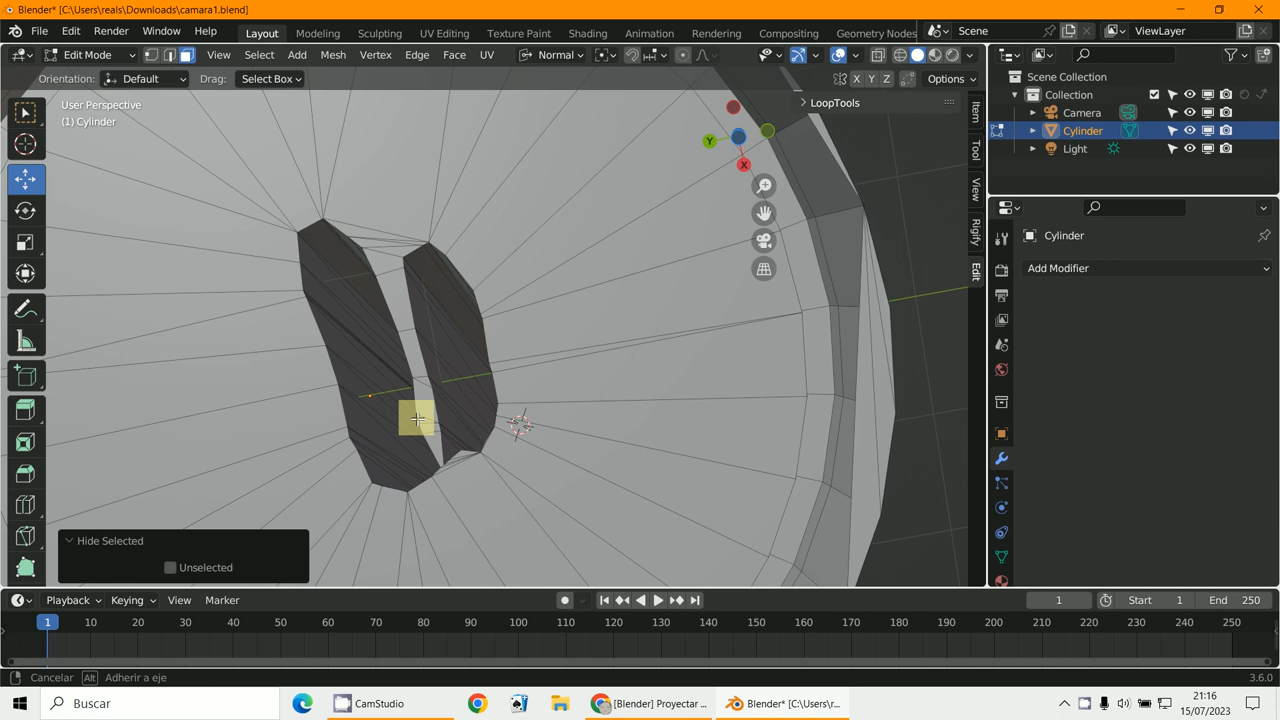 Blender* [C:\Users\reals\Downloads\camara1.blend]
File Edit Render Window Help Layout Modeling Sculpting UV Editing Texture Paint Shading Animation Rendering Compositing Geometry Nodes Scene ViewLayer
Edit Mode View Select Add Mesh Vertex Edge Face UV Normal
Orientation: Default Drag: Select Box X Y Z Options
User Perspective
(1) Cylinder
LoopTools
Item
Tool
View
Rigify
Edit
Y
X
Scene Collection
Collection
Camera
Cylinder
Light
Cylinder
Add Modifier
Hide Selected
Unselected
Playback Keying View Marker 1 Start 1 End 250
1 10 20 30 40 50 60 70 80 90 100 110 120 130 140 150 160 170 180 190 200 210 220 230 240 250
Cancelar Alt Adherir a eje 3.6.0
Buscar CamStudio [Blender] Proyectar ... Blender* [C:\Users\r... 21:16
15/07/2023